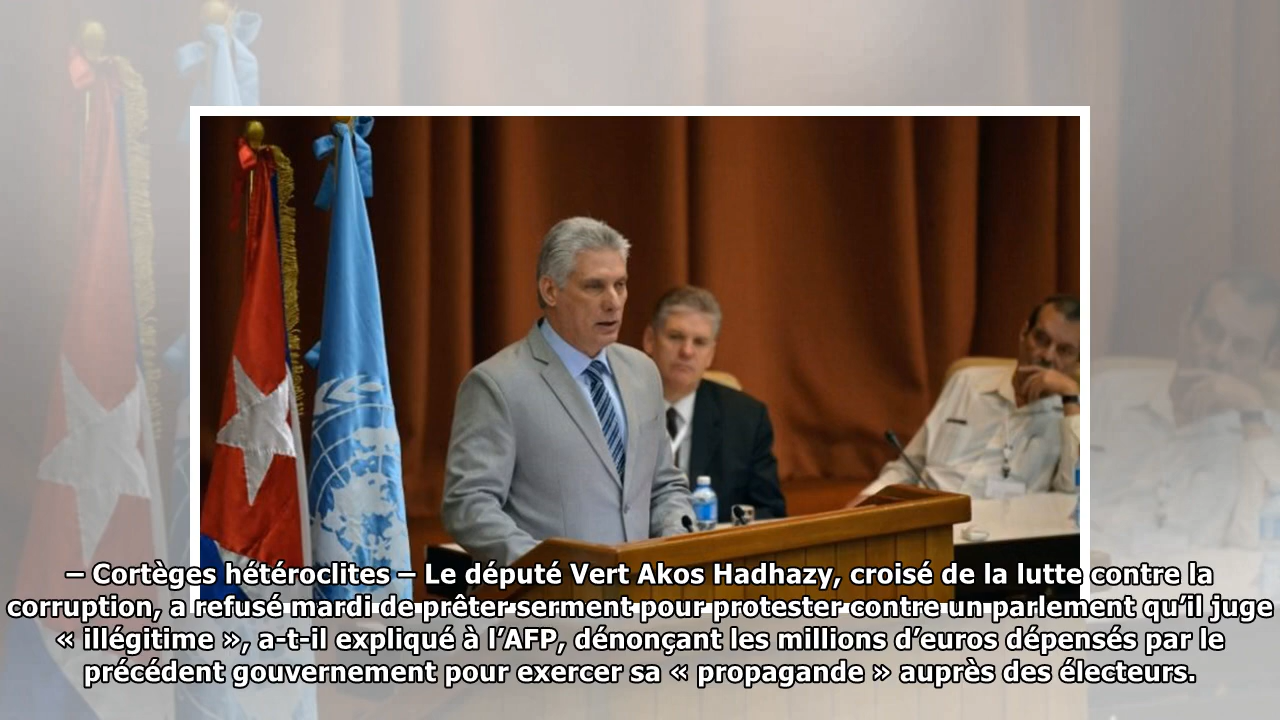 – Cortèges hétéroclites – Le député Vert Akos Hadhazy, croisé de la lutte contre la
corruption, a refusé mardi de prêter serment pour protester contre un parlement qu’il juge
« illégitime », a-t-il expliqué à l’AFP, dénonçant les millions d’euros dépensés par le
précédent gouvernement pour exercer sa « propagande » auprès des électeurs.